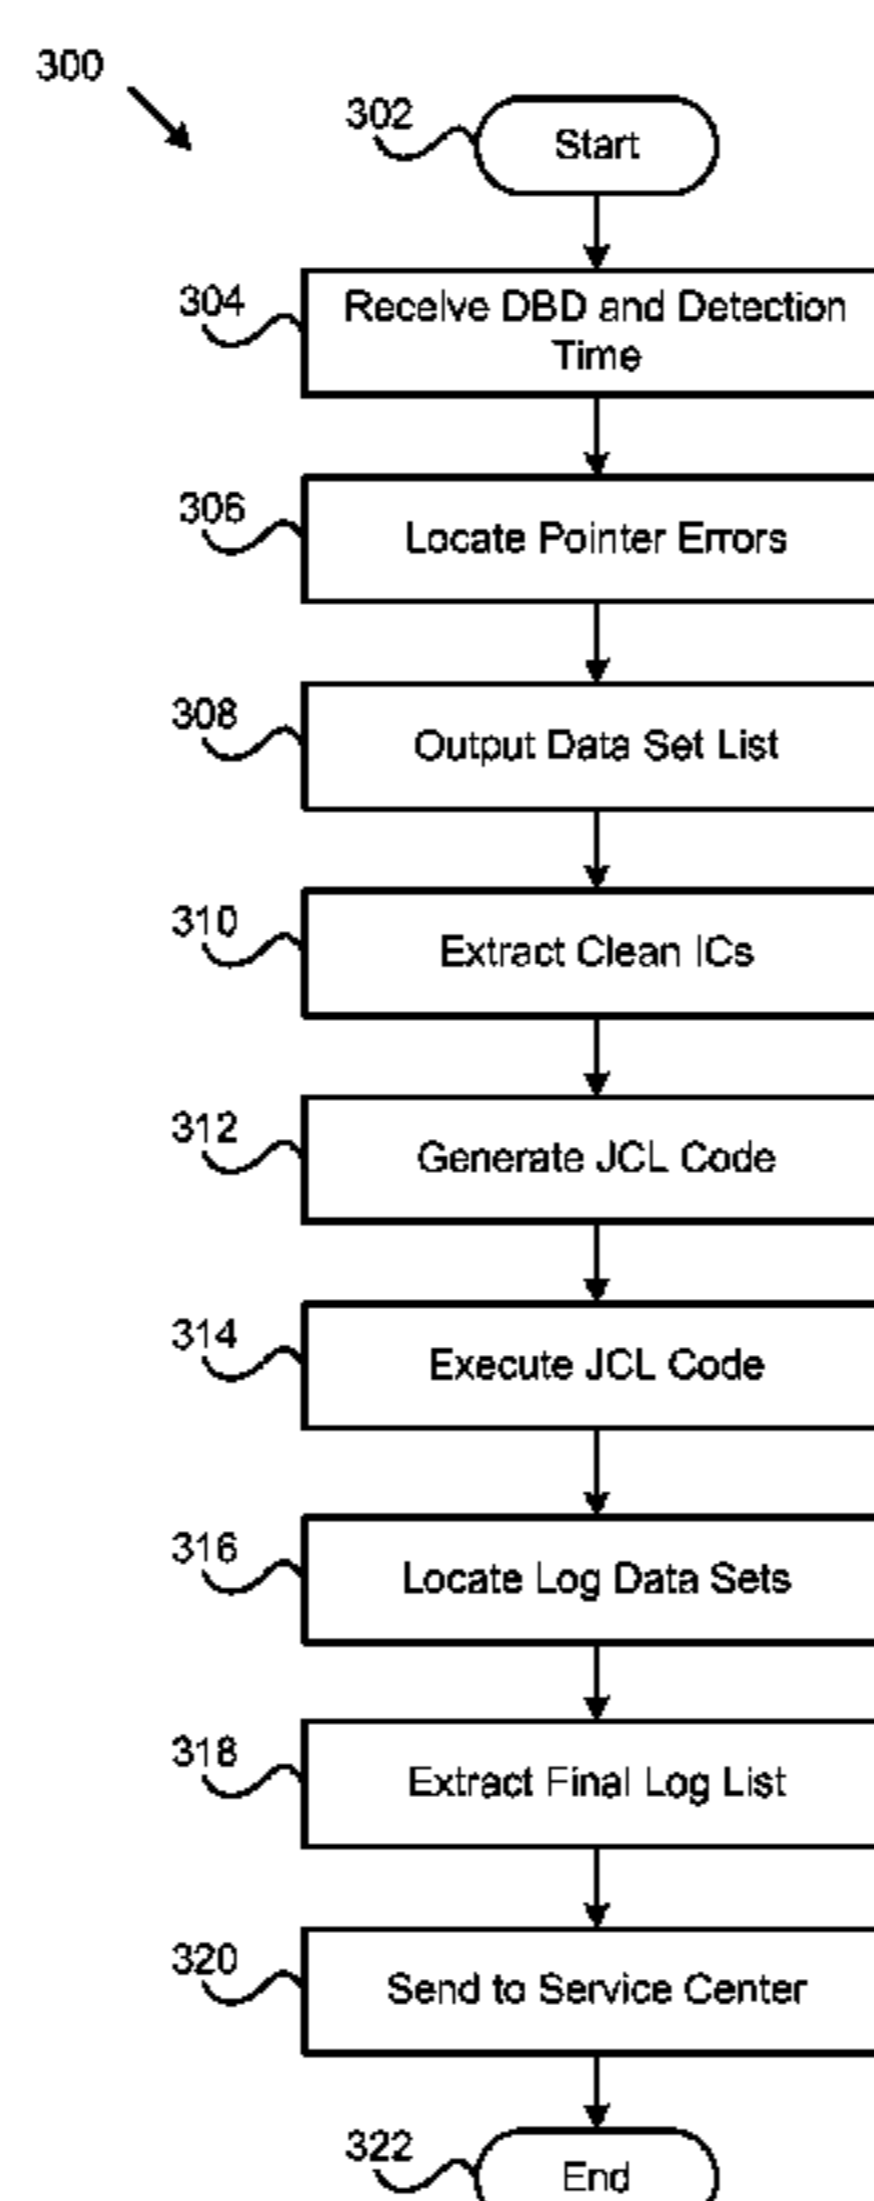 300
302
Start
304
Receive DBD and Detection
Time
306
Locate Pointer Errors
308
Output Data Set List
310
Extract Clean ICs
312
Generate JCL Code
314
Execute JCL Code
316
Locate Log Data Sets
318
Extract Final Log List
320
Send to Service Center
322
End